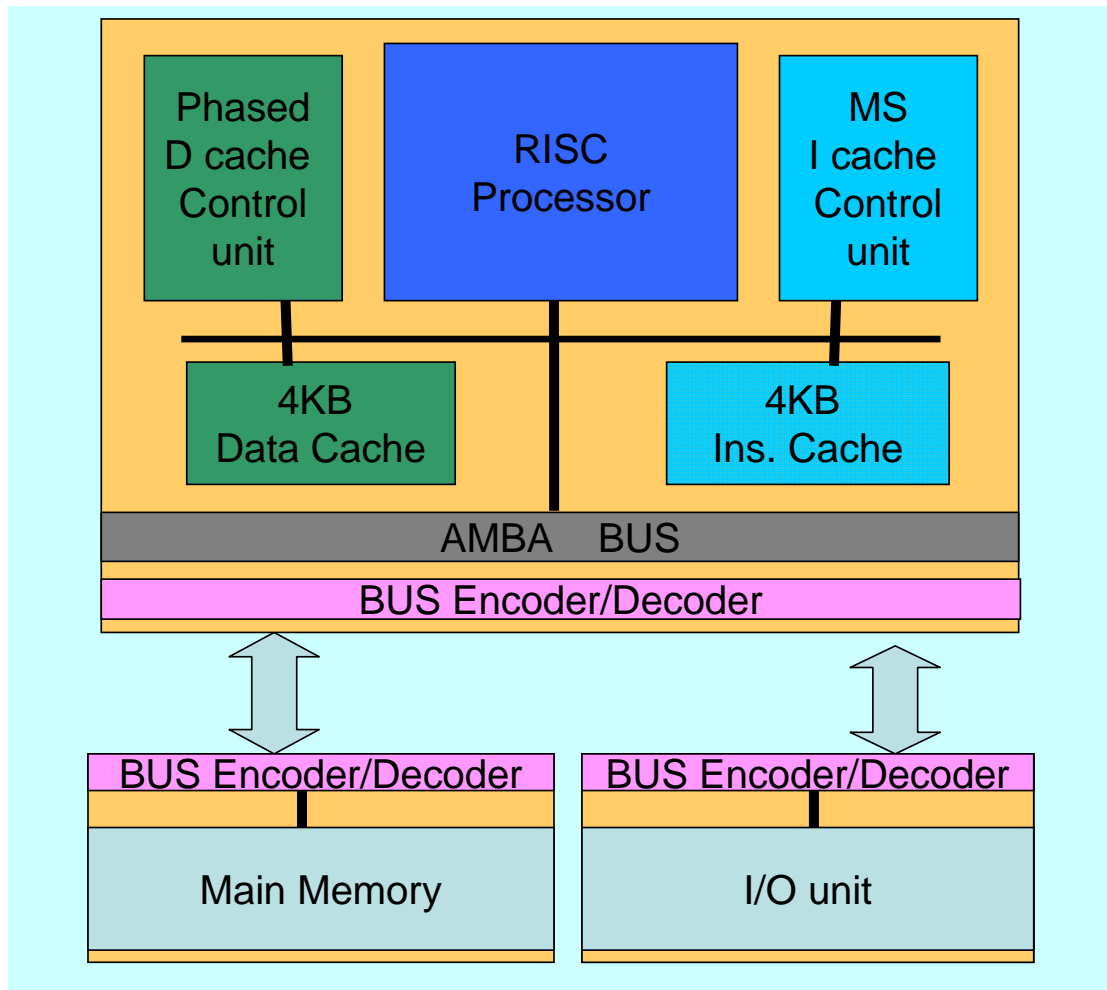 Phased
D cache
Control
unit
RISC
Processor
MS
I cache
Control
unit
4KB
Data Cache
4KB
Ins. Cache
AMBA BUS
BUS Encoder/Decoder
BUS Encoder/Decoder
BUS Encoder/Decoder
Main Memory
I/O unit